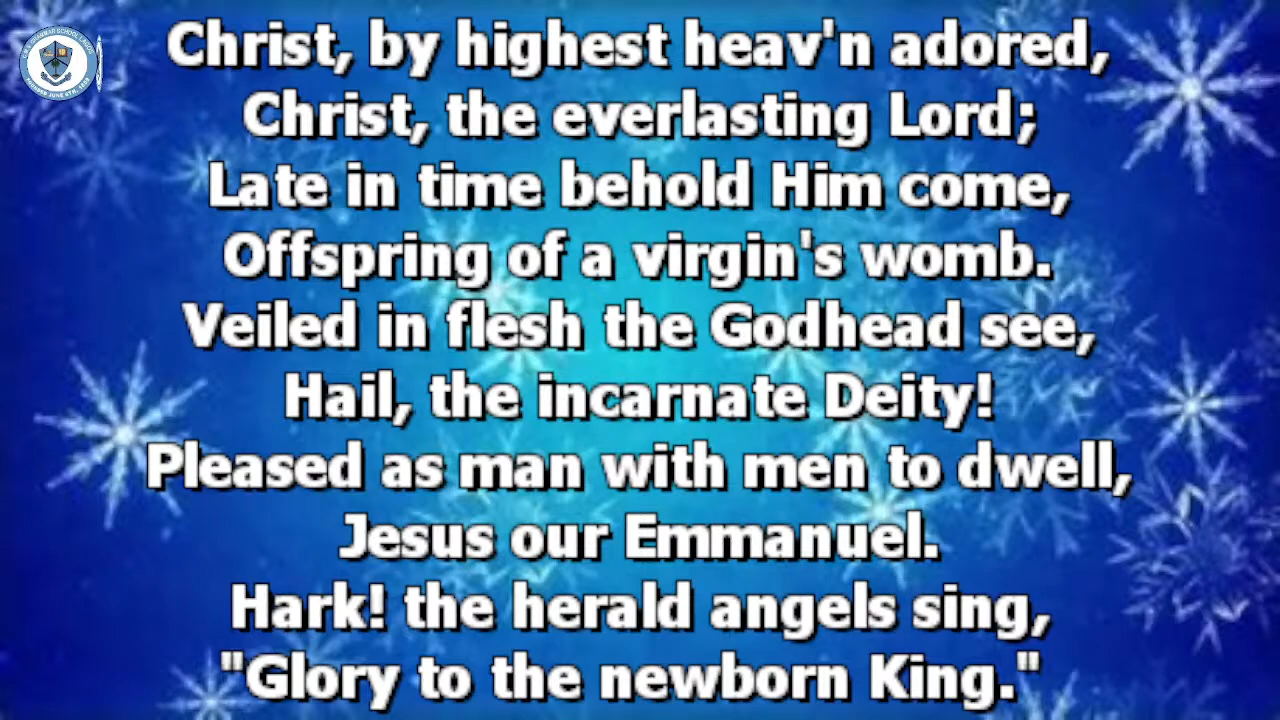 Christ, by highest heav'n adored,
Christ, the everlasting Lord;
Late in time behold Him come,
Offspring of a virgin's womb.
Veiled in flesh the Godhead see,
Hail, the incarnate Deity!
Pleased as man with men to dwell,
Jesus our Emmanuel.
Hark! the herald angels sing,
"Glory to the newborn King."